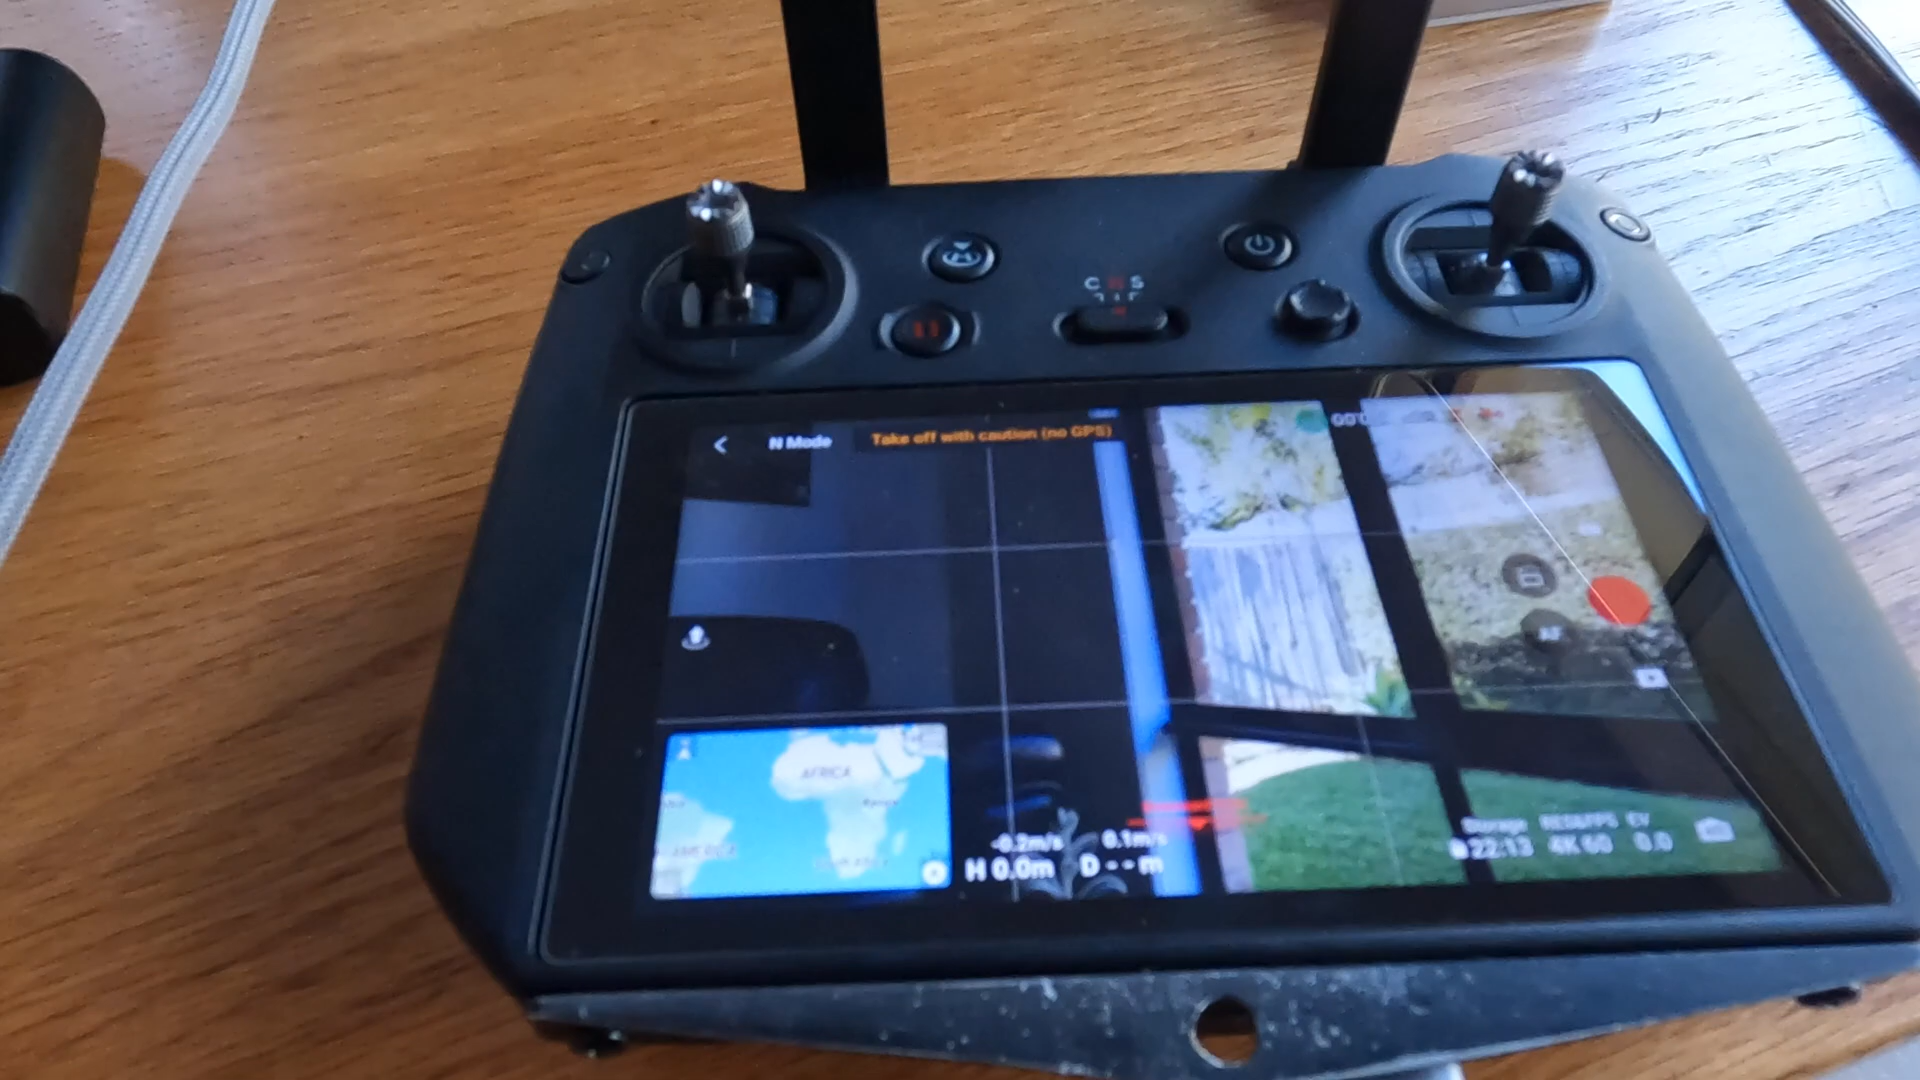 C N S
N Mode
Take off with caution (no GPS)
AFRICA
-0.2m/s 0.1m/s
H 0.0m D - - m
Storage RES&FPS EV
22:13 4K 60 0.0
AF